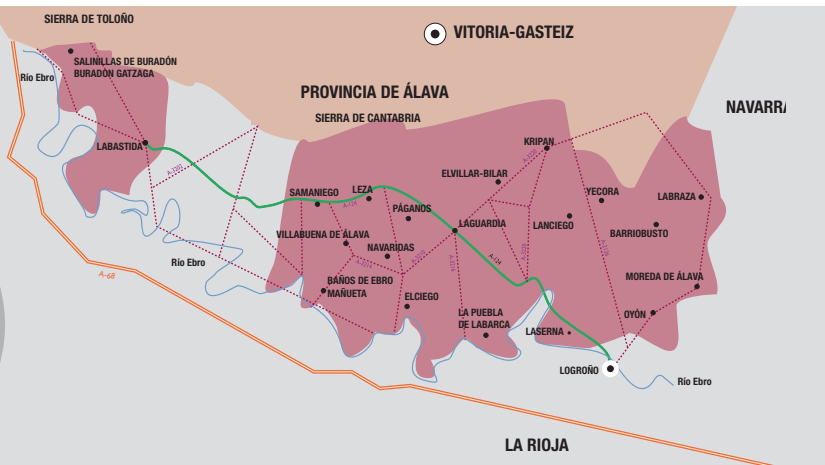 SIERRA DE TOLOÑO
VITORIA-GASTEIZ
SALINILLAS DE BURADÓN
BURADÓN GATZAGA
Río Ebro
PROVINCIA DE ÁLAVA
NAVARRA
SIERRA DE CANTABRIA
LABASTIDA
KRIPAN
ELVILLAR-BILAR
SAMANIEGO
LEZA
A-124
YECORA
LABRAZA
PÁGANOS
LAGUARDIA
LANCIEGO
BARRIOBUSTO
VILLABUENA DE ÁLAVA
NAVARIDAS
A-124
Río Ebro
A-68
BAÑOS DE EBRO
MAÑUETA
ELCIEGO
MOREDA DE ÁLAVA
LA PUEBLA
DE LABARCA
OYÓN
LASERNA
LOGROÑO
Río Ebro
LA RIOJA